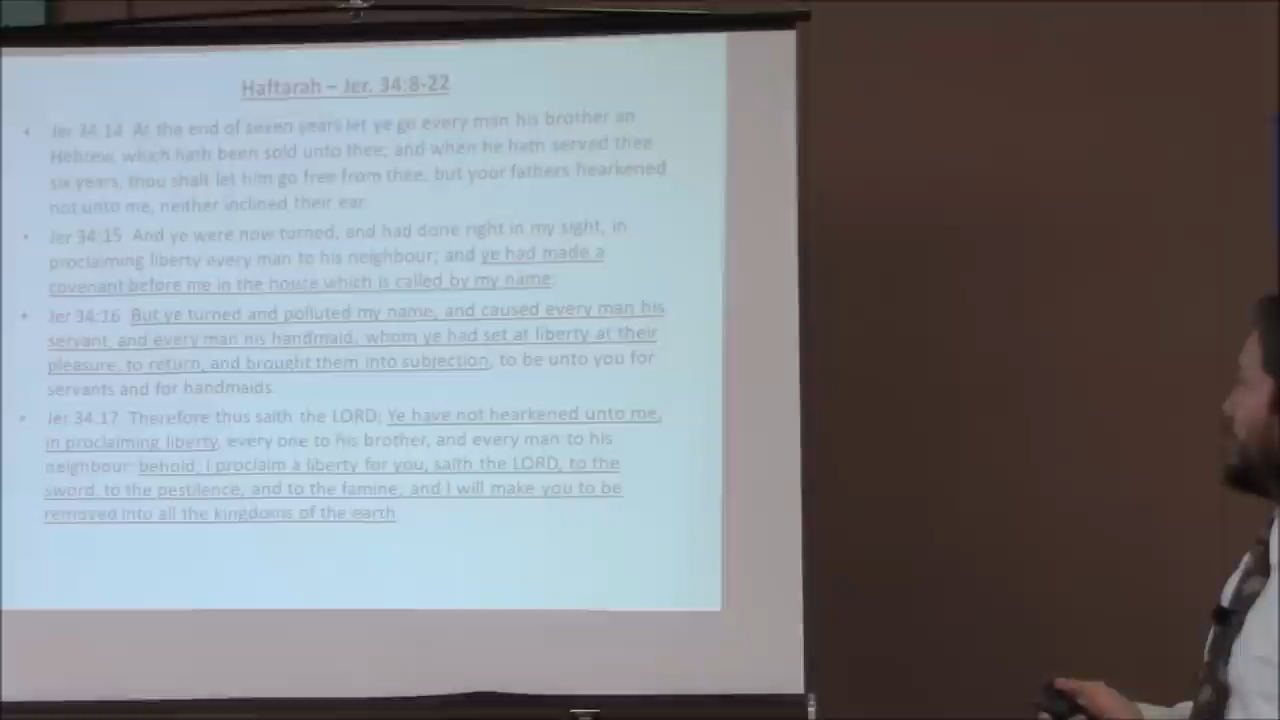 Haftarah – Jer. 34:8-22
• Jer 34:14 At the end of seven years let ye go every man his brother an
Hebrew, which hath been sold unto thee; and when he hath served thee
six years, thou shalt let him go free from thee: but your fathers hearkened
not unto me, neither inclined their ear.
• Jer 34:15 And ye were now turned, and had done right in my sight, in
proclaiming liberty every man to his neighbour; and ye had made a
covenant before me in the house which is called by my name:
• Jer 34:16 But ye turned and polluted my name, and caused every man his
servant, and every man his handmaid, whom ye had set at liberty at their
pleasure, to return, and brought them into subjection, to be unto you for
servants and for handmaids.
• Jer 34:17 Therefore thus saith the LORD; Ye have not hearkened unto me,
in proclaiming liberty, every one to his brother, and every man to his
neighbour: behold, I proclaim a liberty for you, saith the LORD, to the
sword, to the pestilence, and to the famine; and I will make you to be
removed into all the kingdoms of the earth.